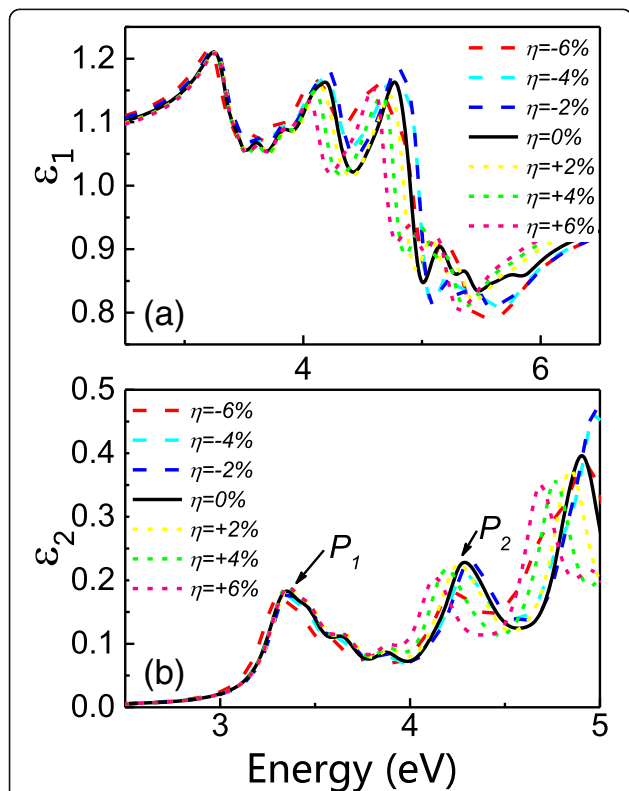 1.2
1.1
1.0
0.9
0.8
ε1
η=-6%
η=-4%
η=-2%
η=0%
η=+2%
η=+4%
η=+6%
(a)
4
6
0.5
0.4
0.3
0.2
0.1
0.0
ε2
η=-6%
η=-4%
η=-2%
η=0%
η=+2%
η=+4%
η=+6%
P1
P2
(b)
3
4
5
Energy (eV)